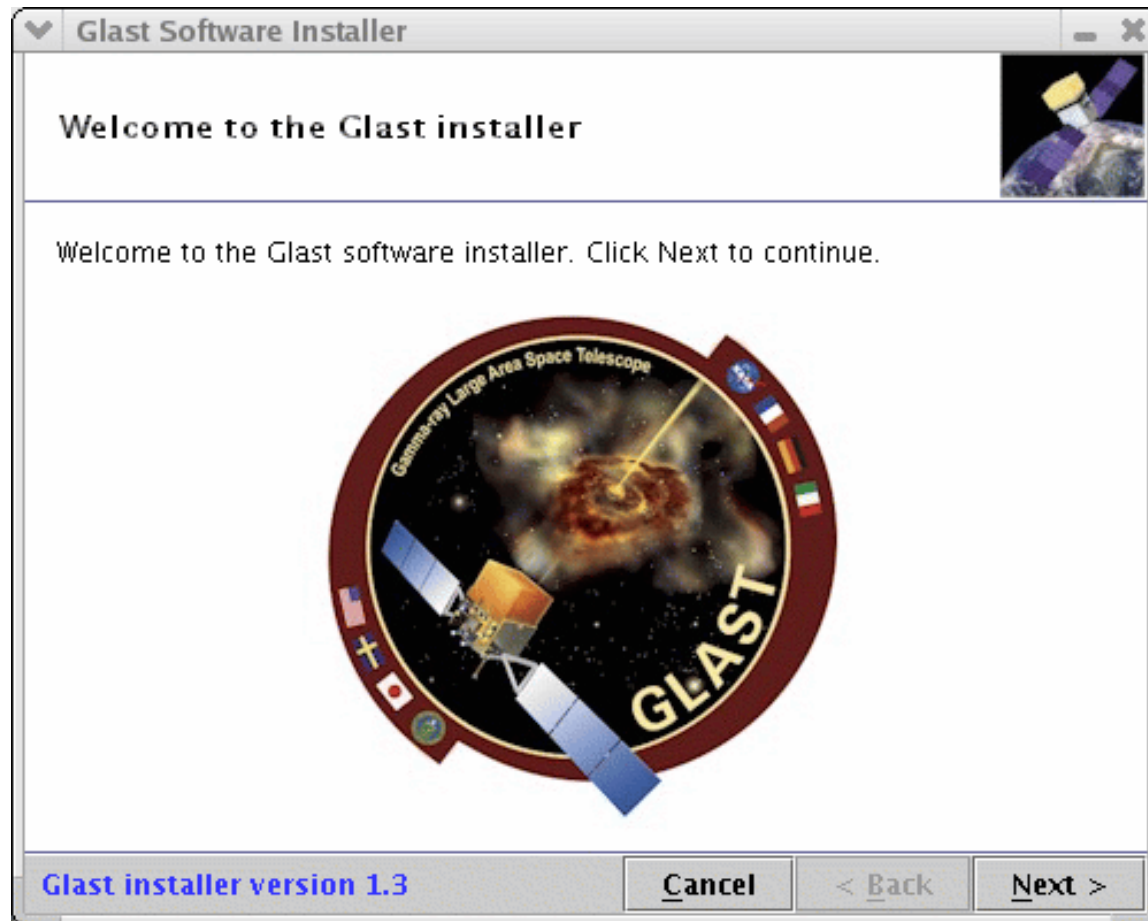 Glast Software Installer
Welcome to the Glast installer
Welcome to the Glast software installer. Click Next to continue.
Gamma-ray Large Area Space Telescope
NASA
GLAST
Glast installer version 1.3
Cancel
< Back
Next >